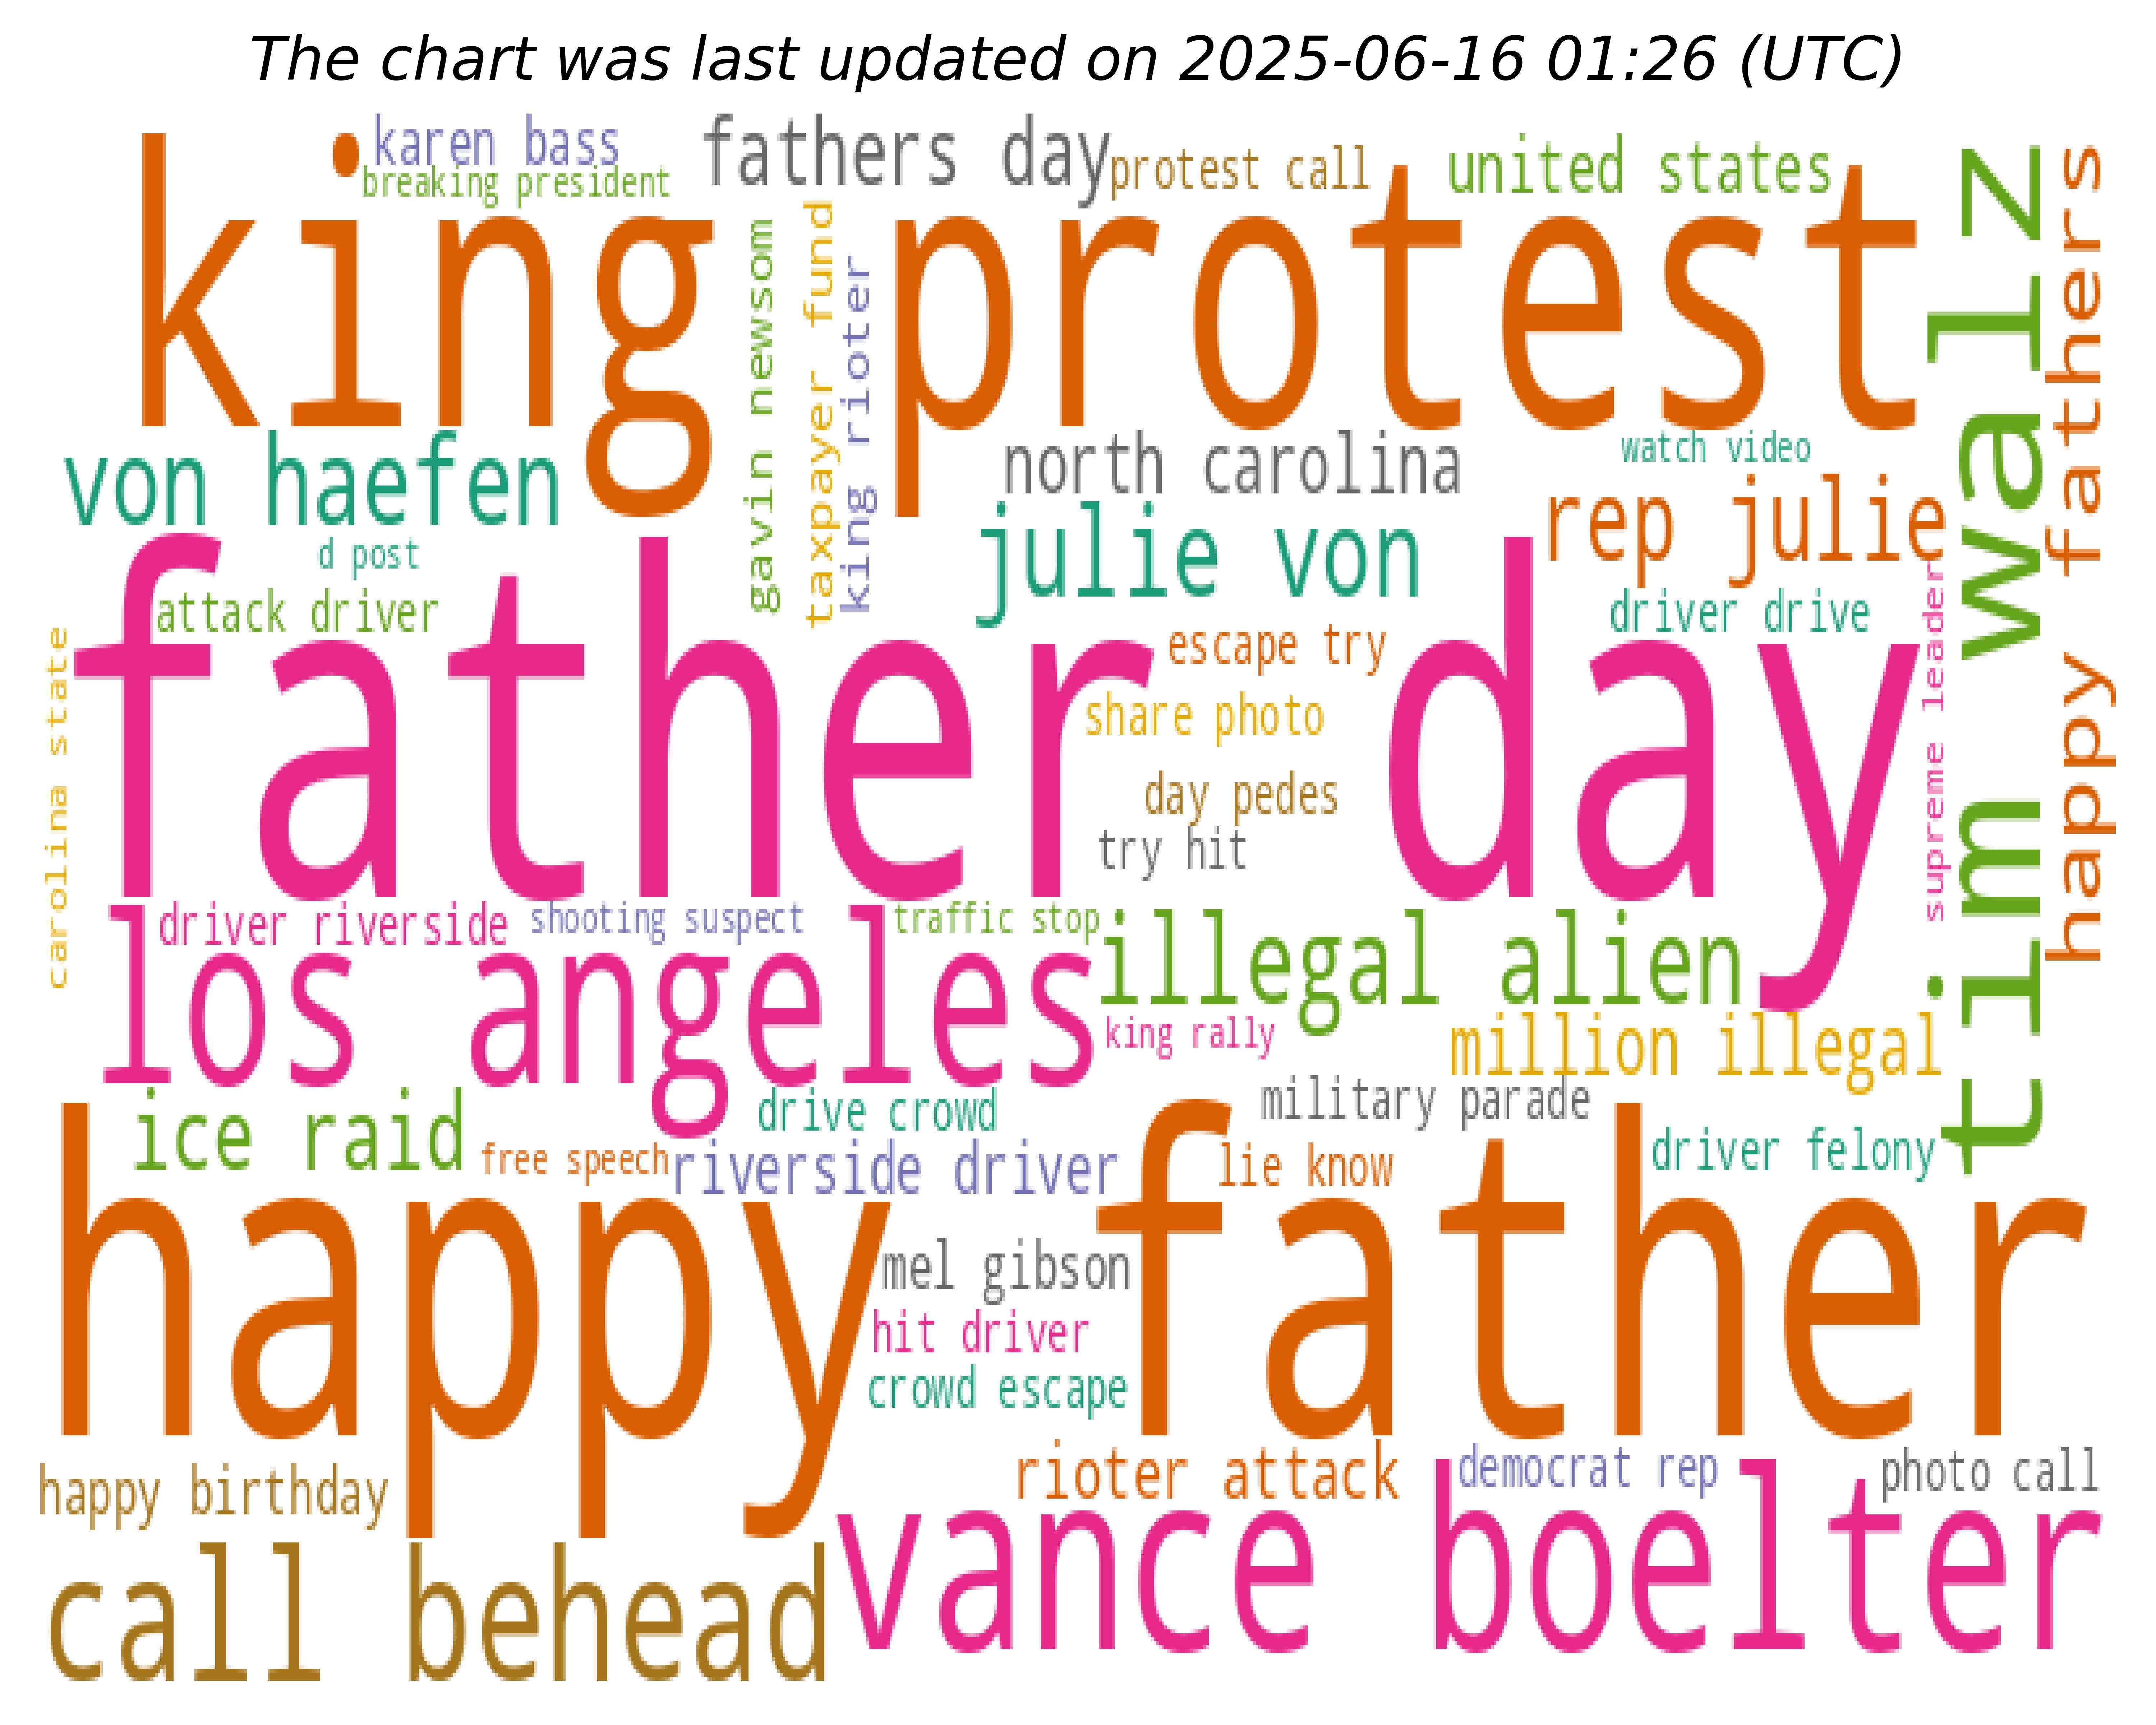 The chart was last updated on 2025-06-16 01:26 (UTC)
karen bass
fathers day
protest call
united states
breaking president
king protest
tim walz
happy fathers
gavin newsom
taxpayer fund
king rioter
von haefen
north carolina
watch video
julie von
rep julie
d post
attack driver
driver drive
father day
escape try
share photo
day pedes
try hit
supreme leader
carolina state
driver riverside
shooting suspect
traffic stop
los angeles
illegal alien
king rally
million illegal
ice raid
drive crowd
military parade
free speech
riverside driver
lie know
driver felony
happy father
mel gibson
hit driver
crowd escape
happy birthday
rioter attack
democrat rep
photo call
call behead
vance boelter